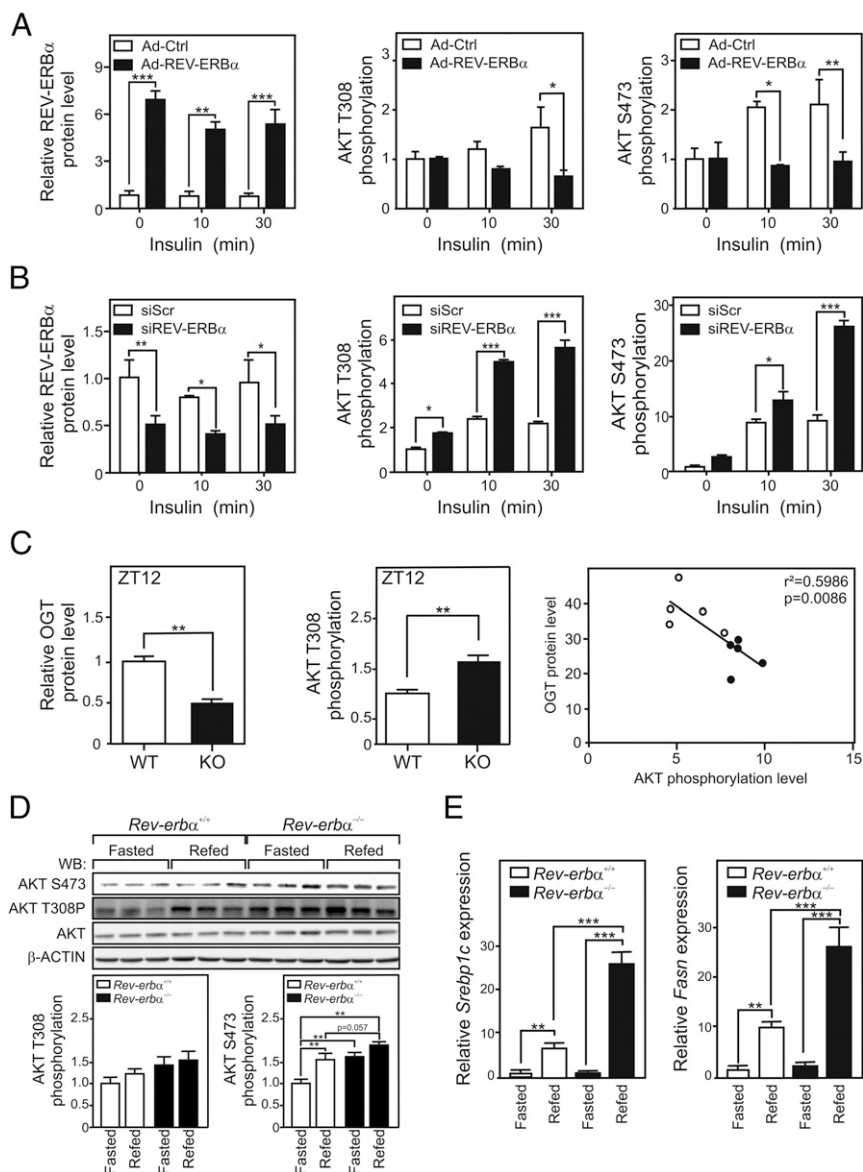 A
Relative REV-ERBα
protein level
9
6
3
0
Ad-Ctrl
Ad-REV-ERBα
***
**
***
0
10
30
Insulin (min)
AKT T308
phosphorylation
4
3
2
1
0
Ad-Ctrl
Ad-REV-ERBα
*
0
10
30
Insulin (min)
AKT S473
phosphorylation
4
3
2
1
0
Ad-Ctrl
Ad-REV-ERBα
*
**
0
10
30
Insulin (min)
B
Relative REV-ERBα
protein level
1.5
1.0
0.5
0
siScr
siREV-ERBα
**
*
*
0
10
30
Insulin (min)
AKT T308
phosphorylation
6
4
2
0
siScr
siREV-ERBα
*
***
***
0
10
30
Insulin (min)
AKT S473
phosphorylation
30
20
10
0
siScr
siREV-ERBα
*
***
0
10
30
Insulin (min)
C
Relative OGT
protein level
ZT12
2
1.5
1
0.5
0
**
WT
KO
AKT T308
phosphorylation
ZT12
2.5
1.5
1
0.5
0
**
WT
KO
OGT protein level
50
40
30
20
10
0
r²=0.5986
p=0.0086
0
5
10
15
AKT phosphorylation level
D
Rev-erbα+/+
Rev-erbα−/−
WB:
Fasted
Refed
Fasted
Refed
AKT S473
AKT T308P
AKT
β-ACTIN
AKT T308
phosphorylation
2.5
2.0
1.5
1.0
0
Rev-erbα+/+
Rev-erbα−/−
Fasted
Refed
Fasted
Refed
AKT S473
phosphorylation
2.5
2.0
1.5
1.0
0
Rev-erbα+/+
Rev-erbα−/−
**
p=0.057
**
**
Fasted
Refed
Fasted
Refed
E
Relative Srebp1c expression
30
20
10
0
Rev-erbα+/+
Rev-erbα−/−
***
***
**
Fasted
Refed
Fasted
Refed
Relative Fasn expression
30
20
10
0
Rev-erbα+/+
Rev-erbα−/−
***
***
**
Fasted
Refed
Fasted
Refed